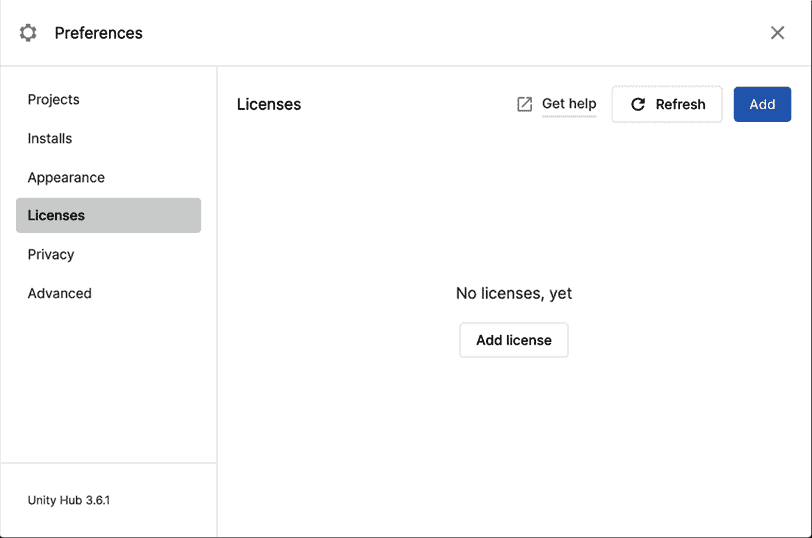 Preferences
Projects
Installs
Appearance
Licenses
Privacy
Advanced
Unity Hub 3.6.1
Licenses
Get help
Refresh
Add
No licenses, yet
Add license